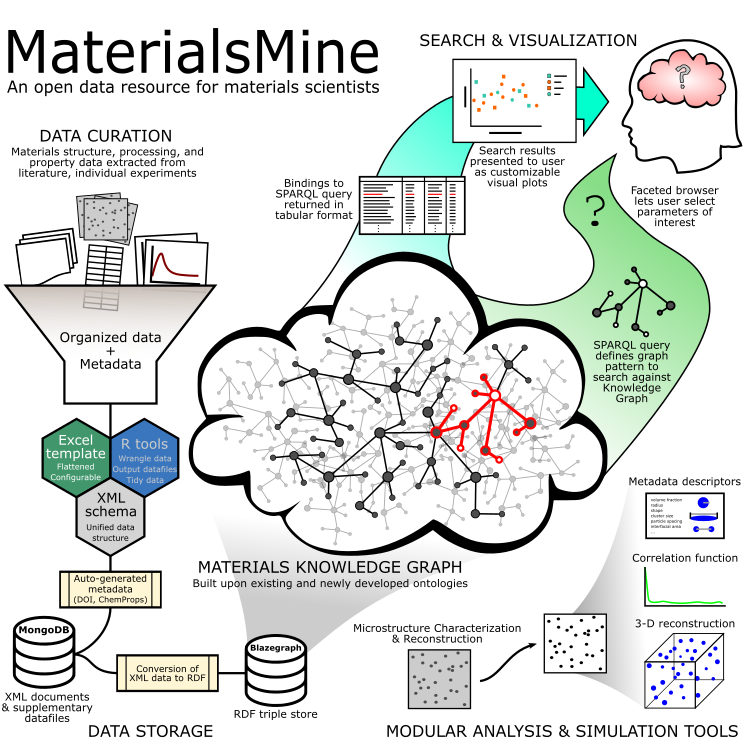 MaterialsMine
An open data resource for materials scientists
SEARCH & VISUALIZATION
?
Search results
presented to user
as customizable
visual plots
Bindings to
SPARQL query
returned in
tabular format
Faceted browser
lets user select
parameters of
interest
?
SPARQL query
defines graph
pattern to
search against
Knowledge
Graph
DATA CURATION
Materials structure, processing, and
property data extracted from
literature, individual experiments
Organized data
+
Metadata
Excel
template
Flattened
Configurable
R tools
Wrangle data
Output datafiles
Tidy data
XML
schema
Unified data
structure
Auto-generated
metadata
(DOI, ChemProps)
MongoDB
XML documents
& supplementary
datafiles
Conversion of
XML data to RDF
Blazegraph
RDF triple store
DATA STORAGE
MATERIALS KNOWLEDGE GRAPH
Built upon existing and newly developed ontologies
Microstructure Characterization
& Reconstruction
Metadata descriptors
volume fraction
radius
shape
cluster size
particle spacing
interfacial area
Correlation function
3-D reconstruction
MODULAR ANALYSIS & SIMULATION TOOLS